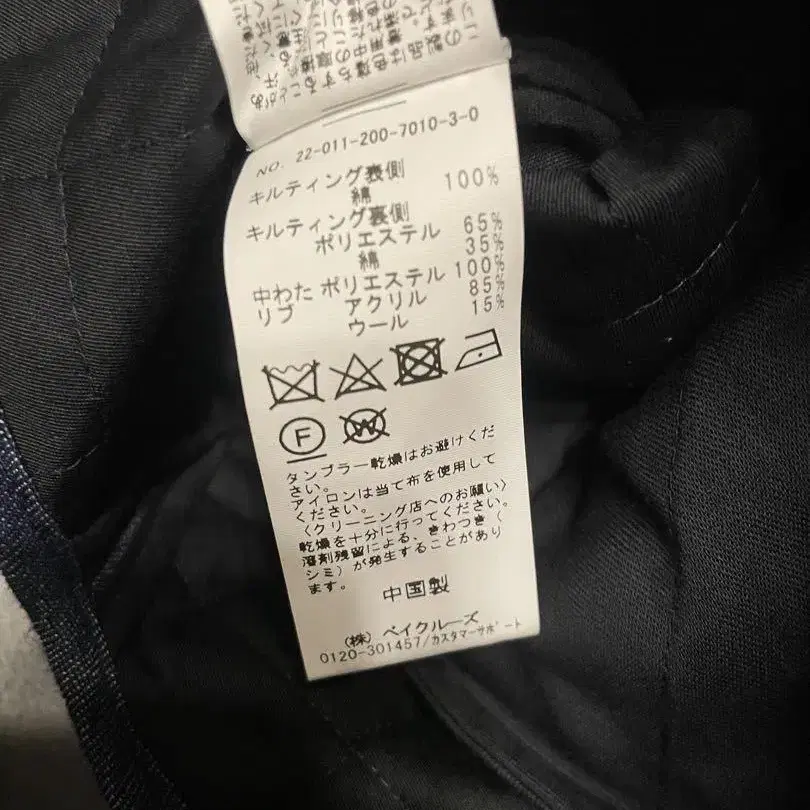 NO. 22-011-200-7010-3-0
キルティング表側
綿 100%
キルティング裏側
ポリエステル 65%
綿 35%
中わた ポリエステル 100%
リブ アクリル 85%
ウール 15%
F
W
タンブラー乾燥はお避けくだ
さい。
アイロンは当て布を使用して
ください。
〈クリーニング店へのお願い〉
乾燥を十分に行ってください。
溶剤残留による、きわつき（
シミ）が発生することがあり
ます。
中国製
（株）ベイクルーズ
0120-301457/カスタマーサポート